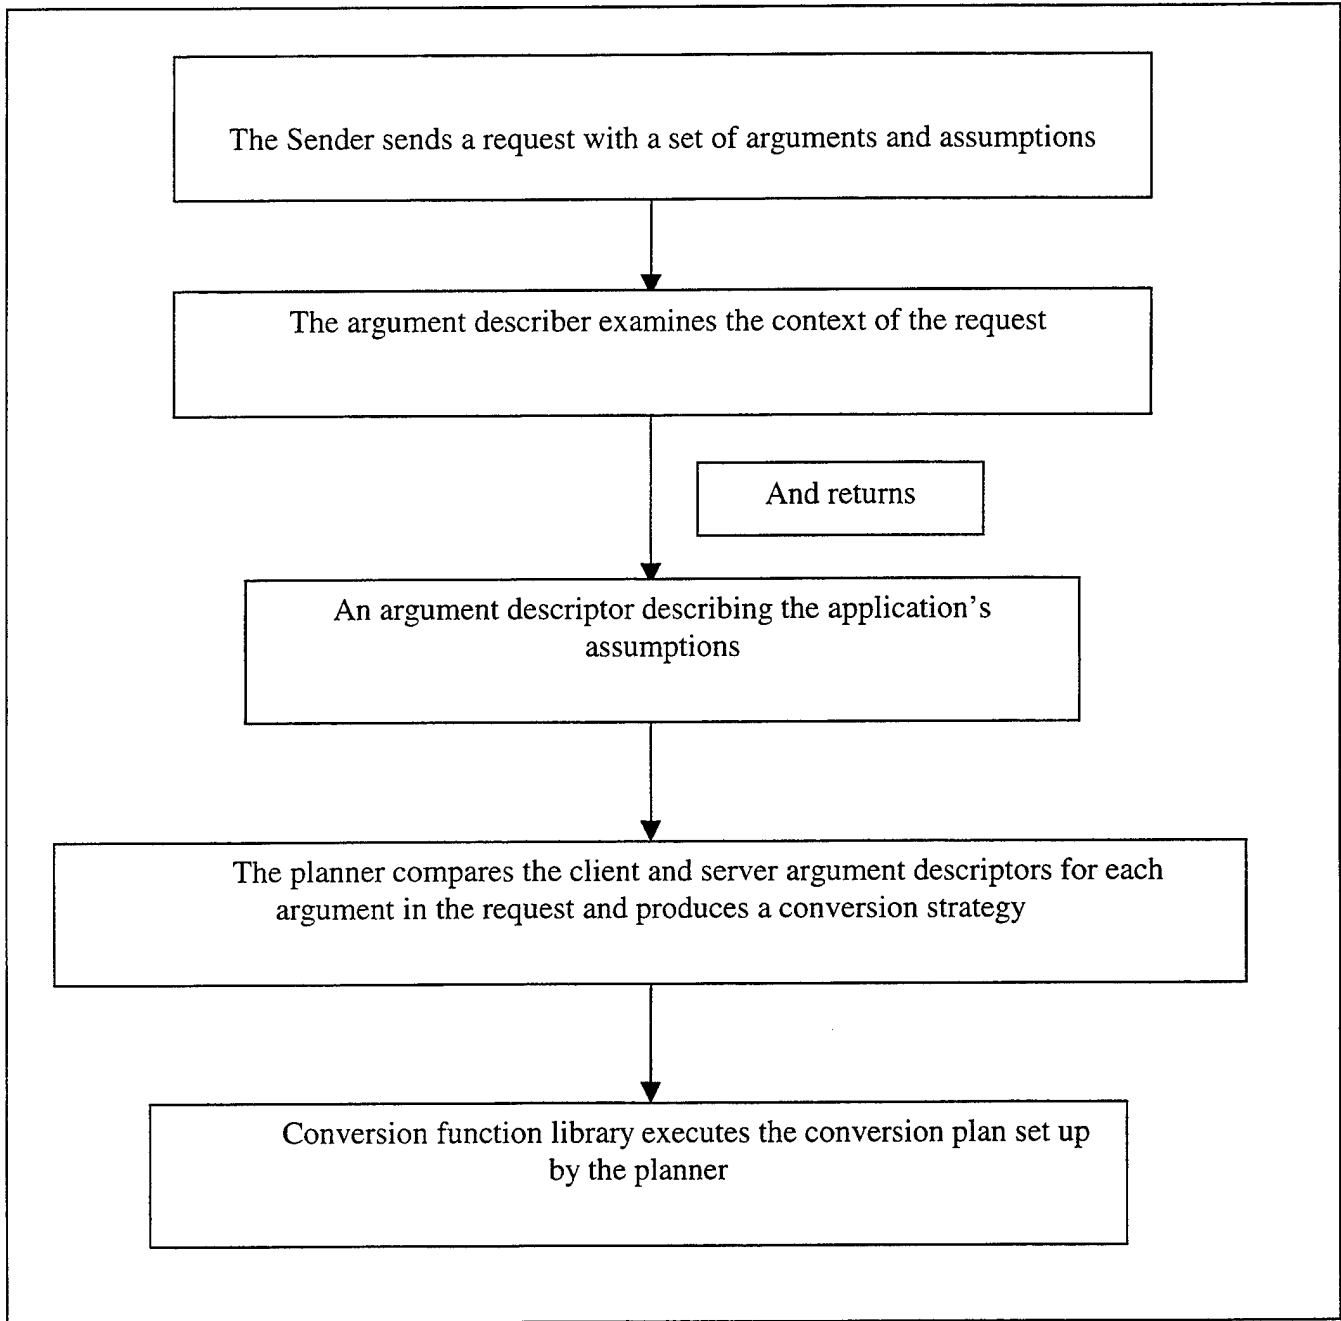 The Sender sends a request with a set of arguments and assumptions
The argument describer examines the context of the request
And returns
An argument descriptor describing the application's
assumptions
The planner compares the client and server argument descriptors for each
argument in the request and produces a conversion strategy
Conversion function library executes the conversion plan set up
by the planner